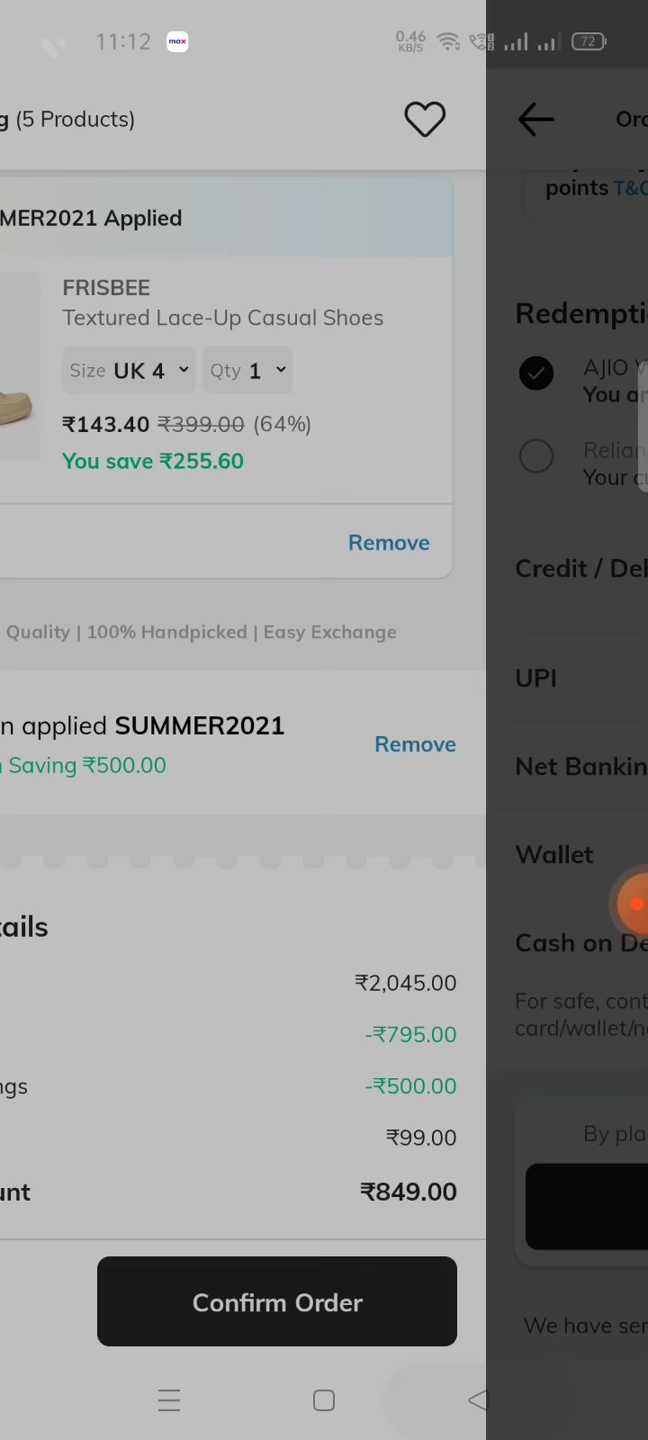 11:12 max 0.46 KB/S 72
(5 Products)
MER2021 Applied
FRISBEE
Textured Lace-Up Casual Shoes
Size UK 4 Qty 1
₹143.40 ₹399.00 (64%)
You save ₹255.60
Remove
Quality | 100% Handpicked | Easy Exchange
n applied SUMMER2021
Saving ₹500.00
Remove
ails
₹2,045.00
-₹795.00
ngs -₹500.00
₹99.00
unt ₹849.00
Confirm Order
Ord
points T&C
Redempti
AJIO W
You ar
Relian
Your cu
Credit / Deb
UPI
Net Bankin
Wallet
Cash on De
For safe, cont
card/wallet/n
By pla
We have ser